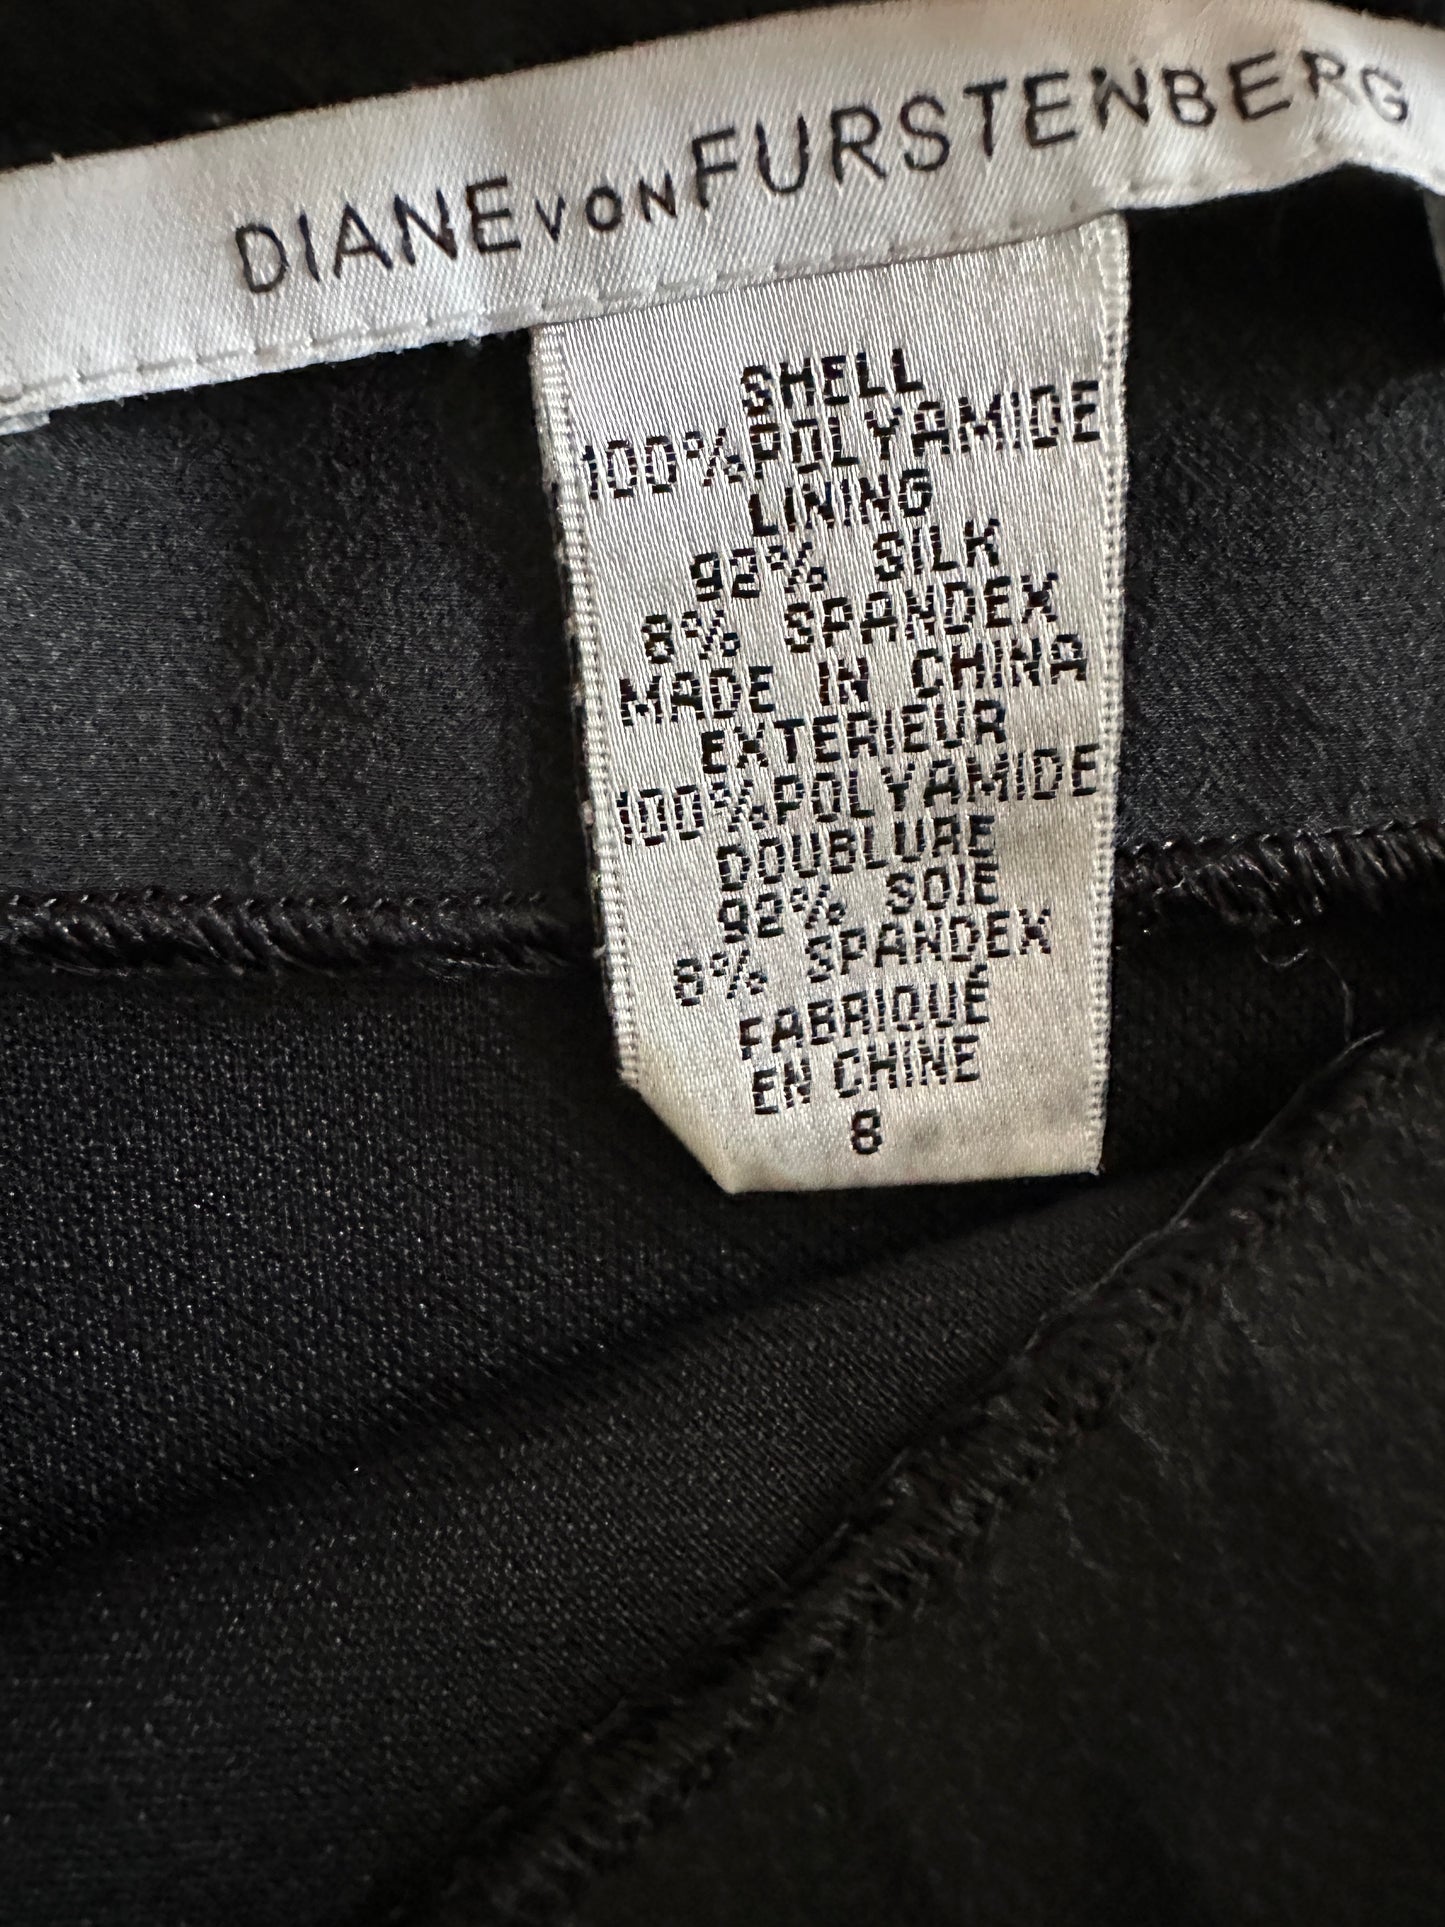 DIANE VON FURSTENBERG
SHELL
100%POLYAMIDE
LINING
92% SILK
8% SPANDEX
MADE IN CHINA
EXTERIEUR
100%POLYAMIDE
DOUBLURE
92% SOIE
8% SPANDEX
FABRIQUÉ
EN CHINE
8